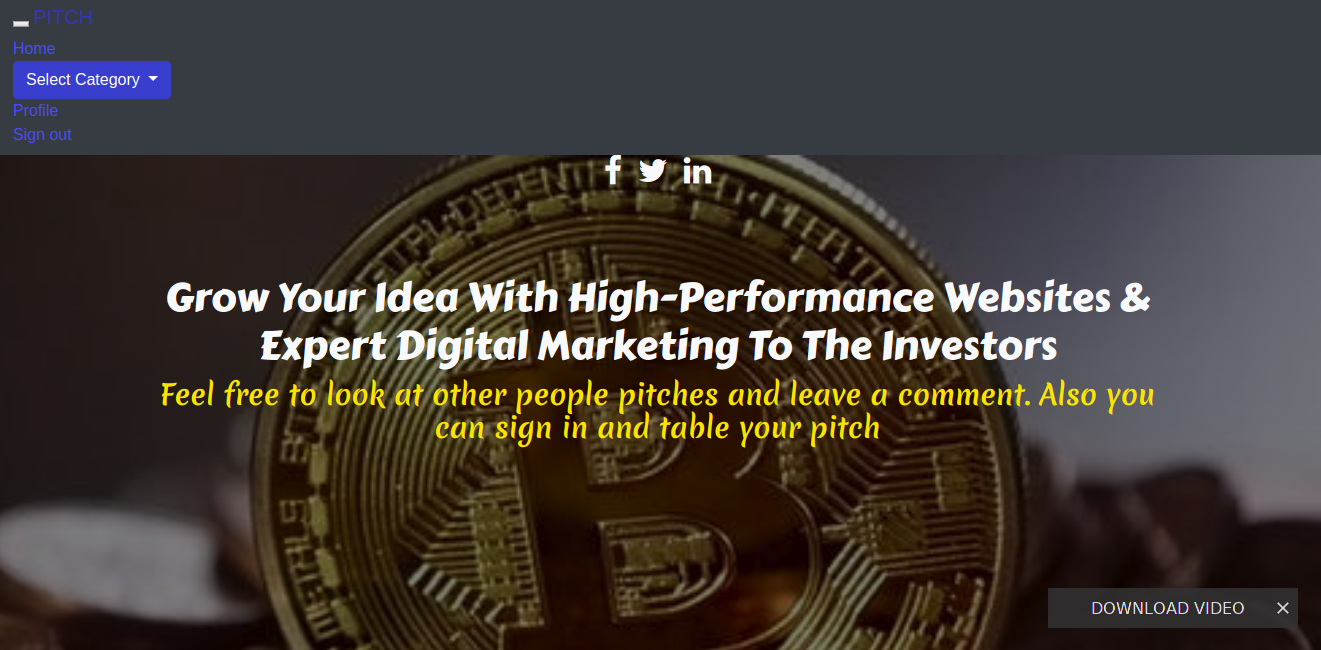 PITCH
Home
Select Category
Profile
Sign out
Grow Your Idea With High-Performance Websites &
Expert Digital Marketing To The Investors
Feel free to look at other people pitches and leave a comment. Also you
can sign in and table your pitch
DOWNLOAD VIDEO